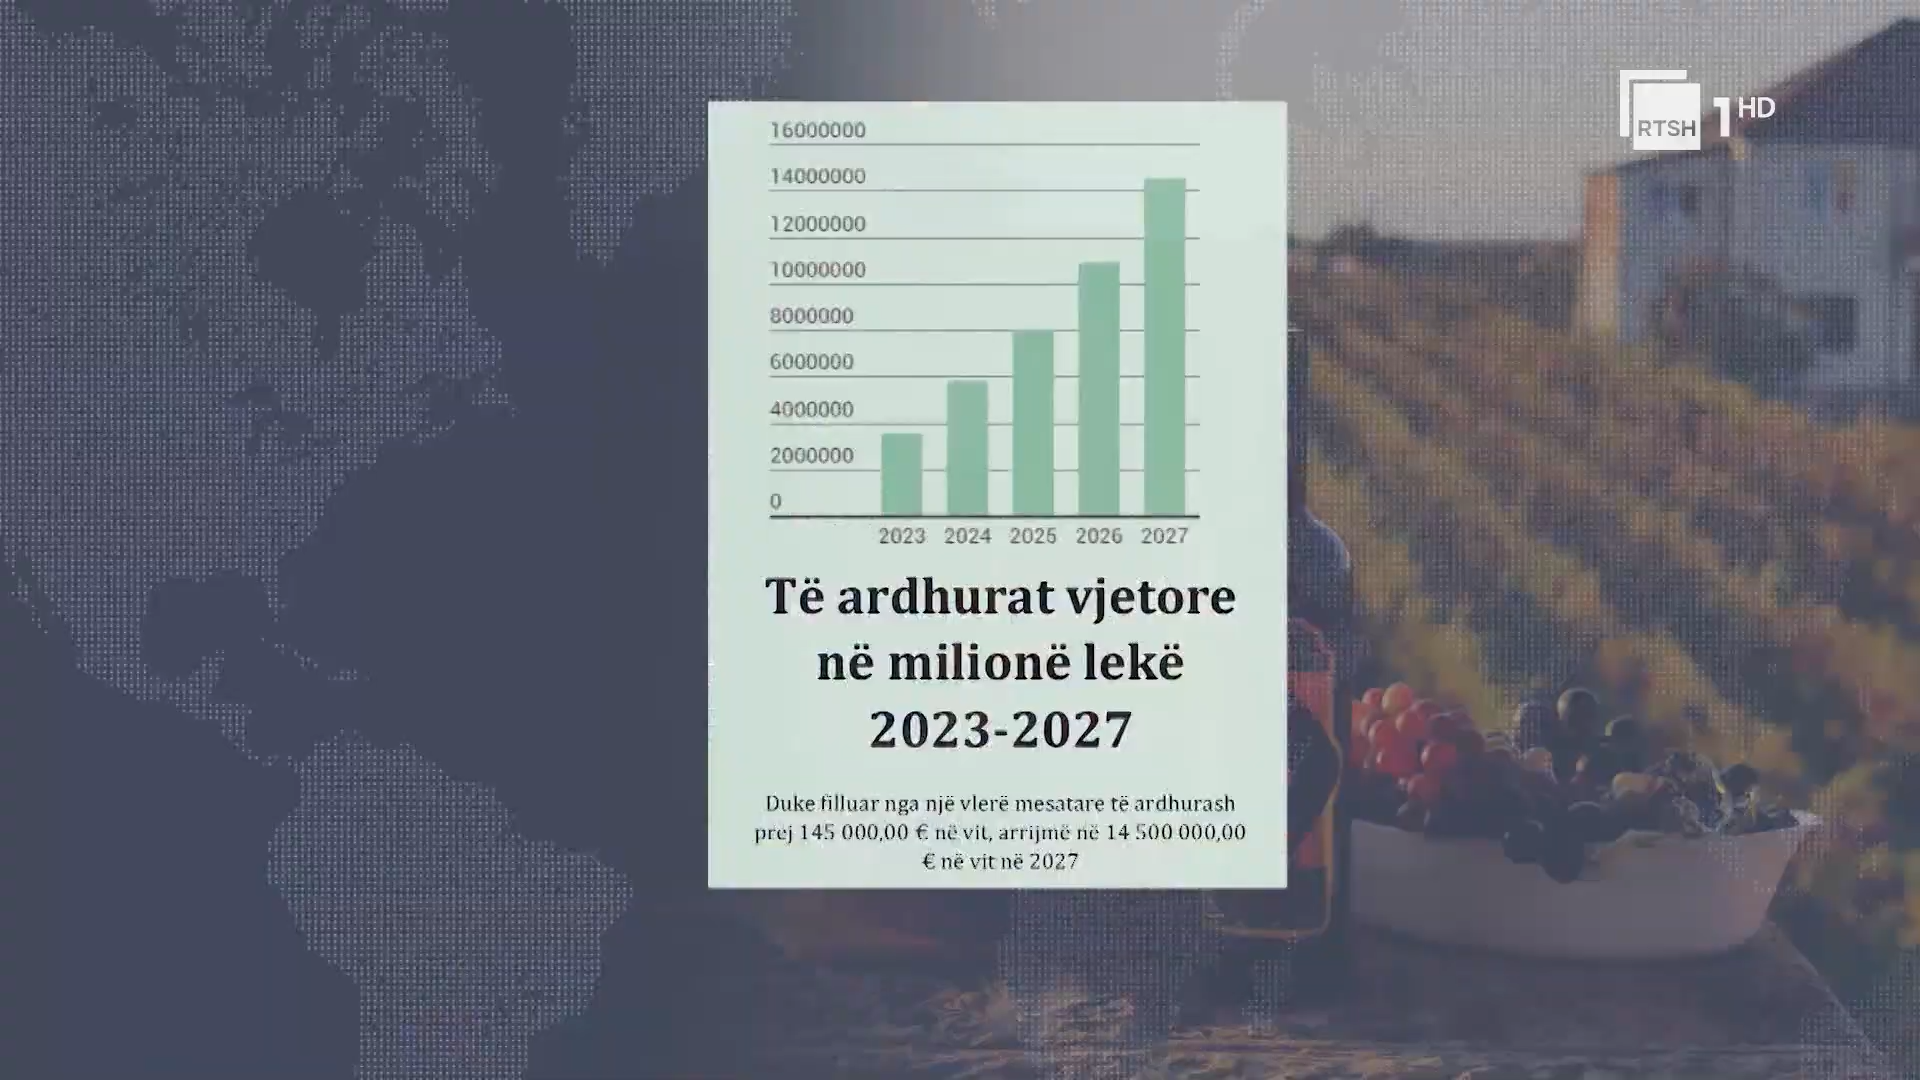 RTSH 1 HD
16000000
14000000
12000000
10000000
8000000
6000000
4000000
2000000
0
2023 2024 2025 2026 2027
Të ardhurat vjetore
në milionë lekë
2023-2027
Duke filluar nga një vlerë mesatare të ardhurash
prej 145 000,00 € në vit, arrijmë në 14 500 000,00
€ në vit në 2027